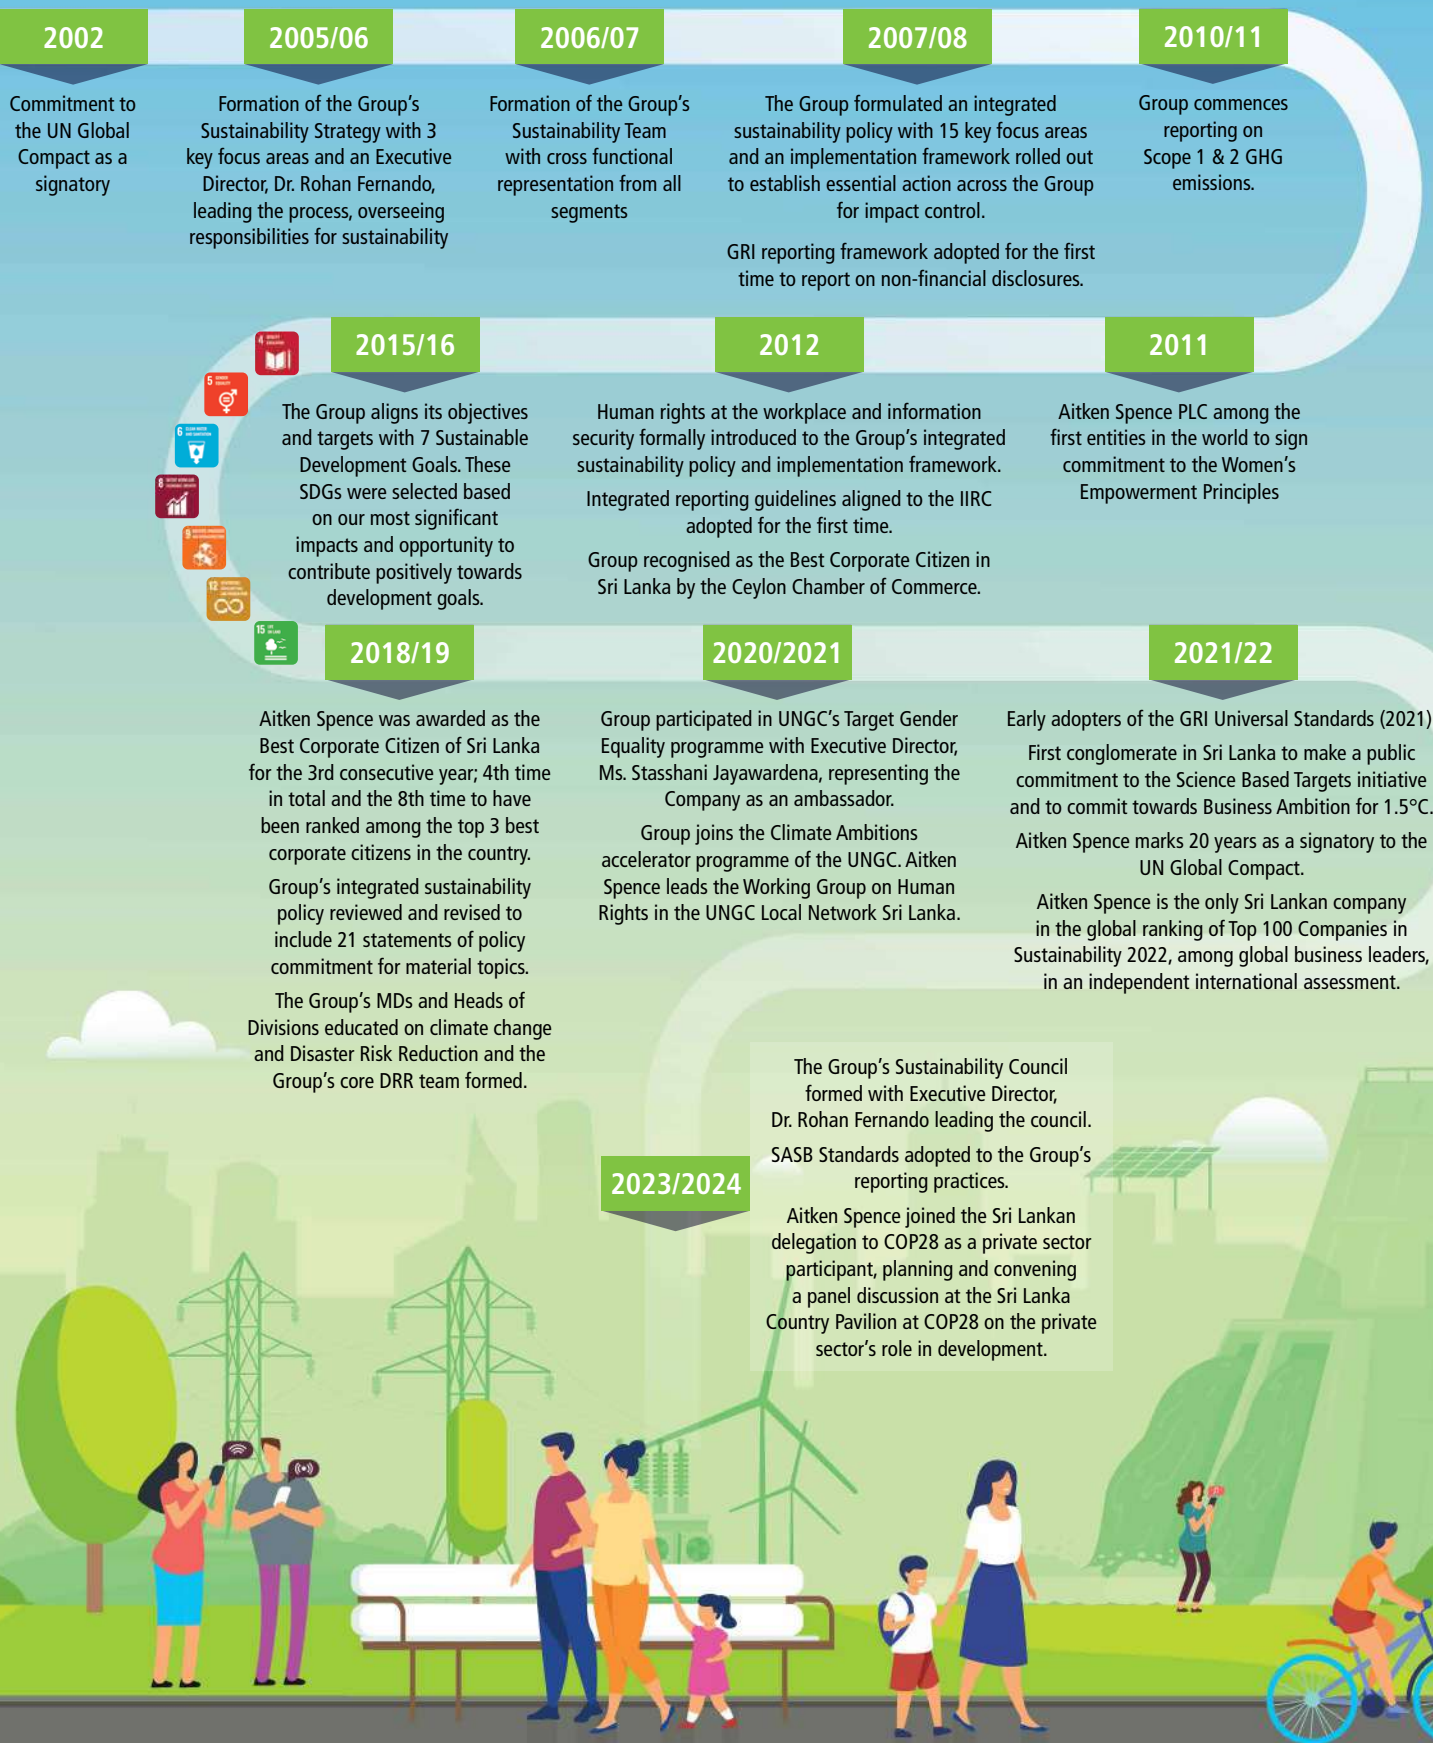 2002
Commitment to
the UN Global
Compact as a
signatory
2005/06
Formation of the Group's
Sustainability Strategy with 3
key focus areas and an Executive
Director, Dr. Rohan Fernando,
leading the process, overseeing
responsibilities for sustainability
2006/07
Formation of the Group's
Sustainability Team
with cross functional
representation from all
segments
2007/08
The Group formulated an integrated
sustainability policy with 15 key focus areas
and an implementation framework rolled out
to establish essential action across the Group
for impact control.
GRI reporting framework adopted for the first
time to report on non-financial disclosures.
2010/11
Group commences
reporting on
Scope 1 & 2 GHG
emissions.
2011
Aitken Spence PLC among the
first entities in the world to sign
commitment to the Women's
Empowerment Principles
2012
Human rights at the workplace and information
security formally introduced to the Group's integrated
sustainability policy and implementation framework.
Integrated reporting guidelines aligned to the IIRC
adopted for the first time.
Group recognised as the Best Corporate Citizen in
Sri Lanka by the Ceylon Chamber of Commerce.
2015/16
The Group aligns its objectives
and targets with 7 Sustainable
Development Goals. These
SDGs were selected based
on our most significant
impacts and opportunity to
contribute positively towards
development goals.
4
5
6
8
9
12
15
2018/19
Aitken Spence was awarded as the
Best Corporate Citizen of Sri Lanka
for the 3rd consecutive year; 4th time
in total and the 8th time to have
been ranked among the top 3 best
corporate citizens in the country.
Group's integrated sustainability
policy reviewed and revised to
include 21 statements of policy
commitment for material topics.
The Group's MDs and Heads of
Divisions educated on climate change
and Disaster Risk Reduction and the
Group's core DRR team formed.
2020/2021
Group participated in UNGC's Target Gender
Equality programme with Executive Director,
Ms. Stasshani Jayawardena, representing the
Company as an ambassador.
Group joins the Climate Ambitions
accelerator programme of the UNGC. Aitken
Spence leads the Working Group on Human
Rights in the UNGC Local Network Sri Lanka.
2021/22
Early adopters of the GRI Universal Standards (2021)
First conglomerate in Sri Lanka to make a public
commitment to the Science Based Targets initiative
and to commit towards Business Ambition for 1.5°C.
Aitken Spence marks 20 years as a signatory to the
UN Global Compact.
Aitken Spence is the only Sri Lankan company
in the global ranking of Top 100 Companies in
Sustainability 2022, among global business leaders,
in an independent international assessment.
2023/2024
The Group's Sustainability Council
formed with Executive Director,
Dr. Rohan Fernando leading the council.
SASB Standards adopted to the Group's
reporting practices.
Aitken Spence joined the Sri Lankan
delegation to COP28 as a private sector
participant, planning and convening
a panel discussion at the Sri Lanka
Country Pavilion at COP28 on the private
sector's role in development.